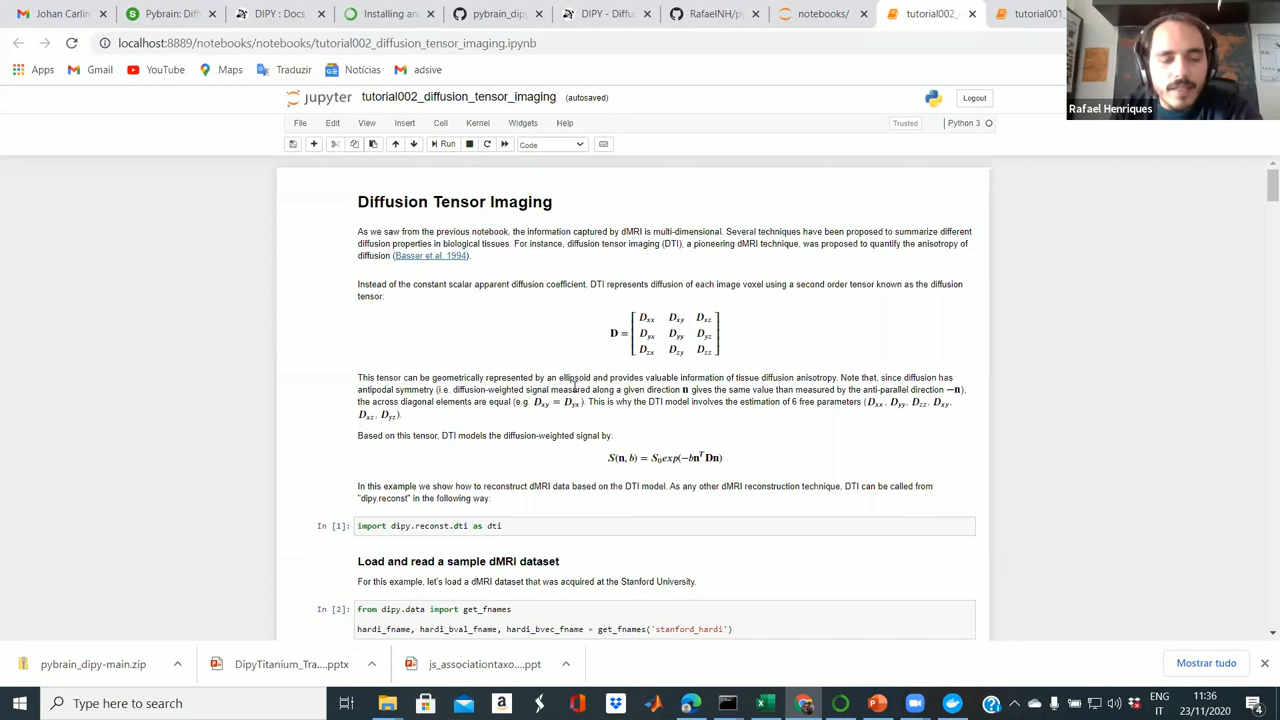 Johan Carlin
Pybrain: Dif
DIPY : Docum
Installing an
pybrain_dipy
DIPY - Diffus
RafaelNH/py
notebooks/
tutorial002_d
tutorial001_
localhost:8889/notebooks/notebooks/tutorial002_diffusion_tensor_imaging.ipynb
Apps
Gmail
YouTube
Maps
Traduzir
Notícias
adsive
Rafael Henriques
jupyter
tutorial002_diffusion_tensor_imaging
(autosaved)
Logout
File
Edit
View
Insert
Cell
Kernel
Widgets
Help
Trusted
Python 3
Run
Code
Diffusion Tensor Imaging
As we saw from the previous notebook, the information captured by dMRI is multi-dimensional. Several techniques have been proposed to summarize different
diffusion properties in biological tissues. For instance, diffusion tensor imaging (DTI), a pioneering dMRI technique, was proposed to quantify the anisotropy of
diffusion (Basser et al. 1994).
Instead of the constant scalar apparent diffusion coefficient, DTI represents diffusion of each image voxel using a second order tensor known as the diffusion
tensor:
D =
Dxx Dxy Dxz
Dyx Dyy Dyz
Dzx Dzy Dzz
This tensor can be geometrically represented by an ellipsoid and provides valuable information of tissue diffusion anisotropy. Note that, since diffusion has
antipodal symmetry (i.e. diffusion-weighted signal measured along a given direction n gives the same value than measured by the anti-parallel direction −n),
the across diagonal elements are equal (e.g. Dxy = Dyx). This is why the DTI model involves the estimation of 6 free parameters (Dxx, Dyy, Dzz, Dxy,
Dxz, Dyz).
Based on this tensor, DTI models the diffusion-weighted signal by:
S(n, b) = S0exp(−bnTDn)
In this example we show how to reconstruct dMRI data based on the DTI model. As any other dMRI reconstruction technique, DTI can be called from
"dipy.reconst" in the following way:
In [1]: import dipy.reconst.dti as dti
Load and read a sample dMRI dataset
For this example, let's load a dMRI dataset that was acquired at the Stanford University.
In [2]: from dipy.data import get_fnames
hardi_fname, hardi_bval_fname, hardi_bvec_fname = get_fnames('stanford_hardi')
pybrain_dipy-main.zip
DipyTitanium_Tra....pptx
js_associationtaxo....ppt
Mostrar tudo
Type here to search
ENG
IT
11:36
23/11/2020